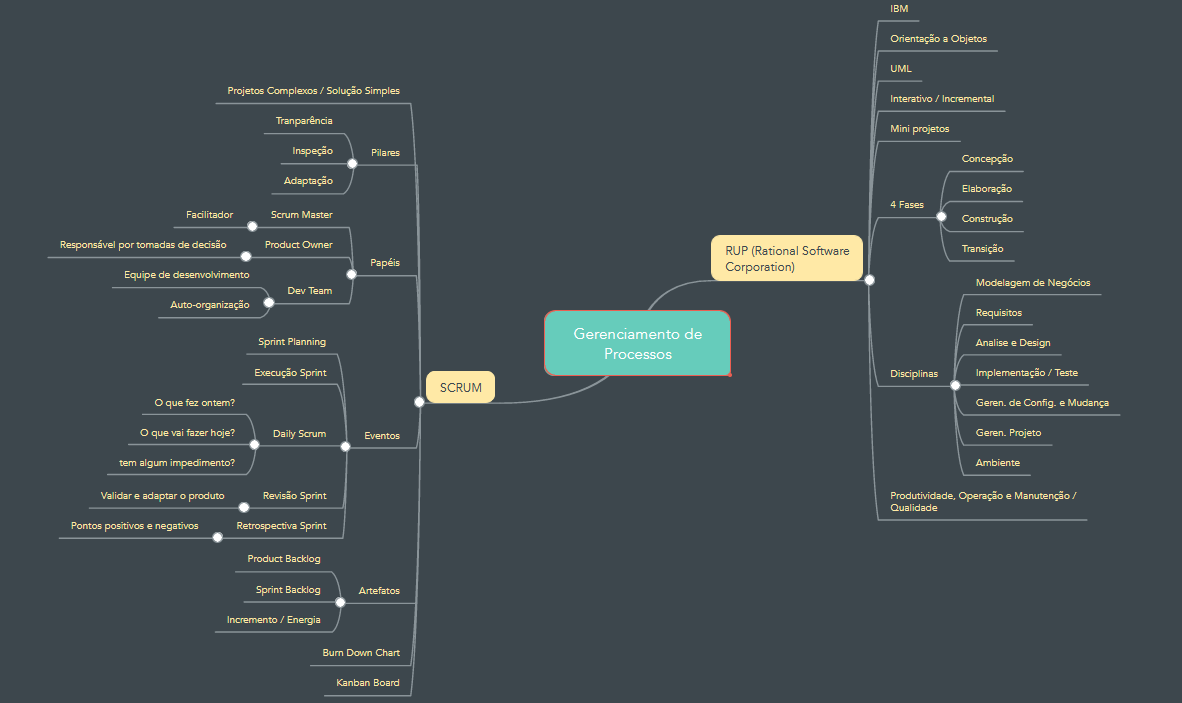 Gerenciamento de
Processos
SCRUM
Projetos Complexos / Solução Simples
Pilares
Tranparência
Inspeção
Adaptação
Papéis
Scrum Master
Facilitador
Product Owner
Responsável por tomadas de decisão
Dev Team
Equipe de desenvolvimento
Auto-organização
Eventos
Sprint Planning
Execução Sprint
Daily Scrum
O que fez ontem?
O que vai fazer hoje?
tem algum impedimento?
Revisão Sprint
Validar e adaptar o produto
Retrospectiva Sprint
Pontos positivos e negativos
Artefatos
Product Backlog
Sprint Backlog
Incremento / Energia
Burn Down Chart
Kanban Board
RUP (Rational Software
Corporation)
IBM
Orientação a Objetos
UML
Interativo / Incremental
Mini projetos
4 Fases
Concepção
Elaboração
Construção
Transição
Disciplinas
Modelagem de Negócios
Requisitos
Analise e Design
Implementação / Teste
Geren. de Config. e Mudança
Geren. Projeto
Ambiente
Produtividade, Operação e Manutenção /
Qualidade